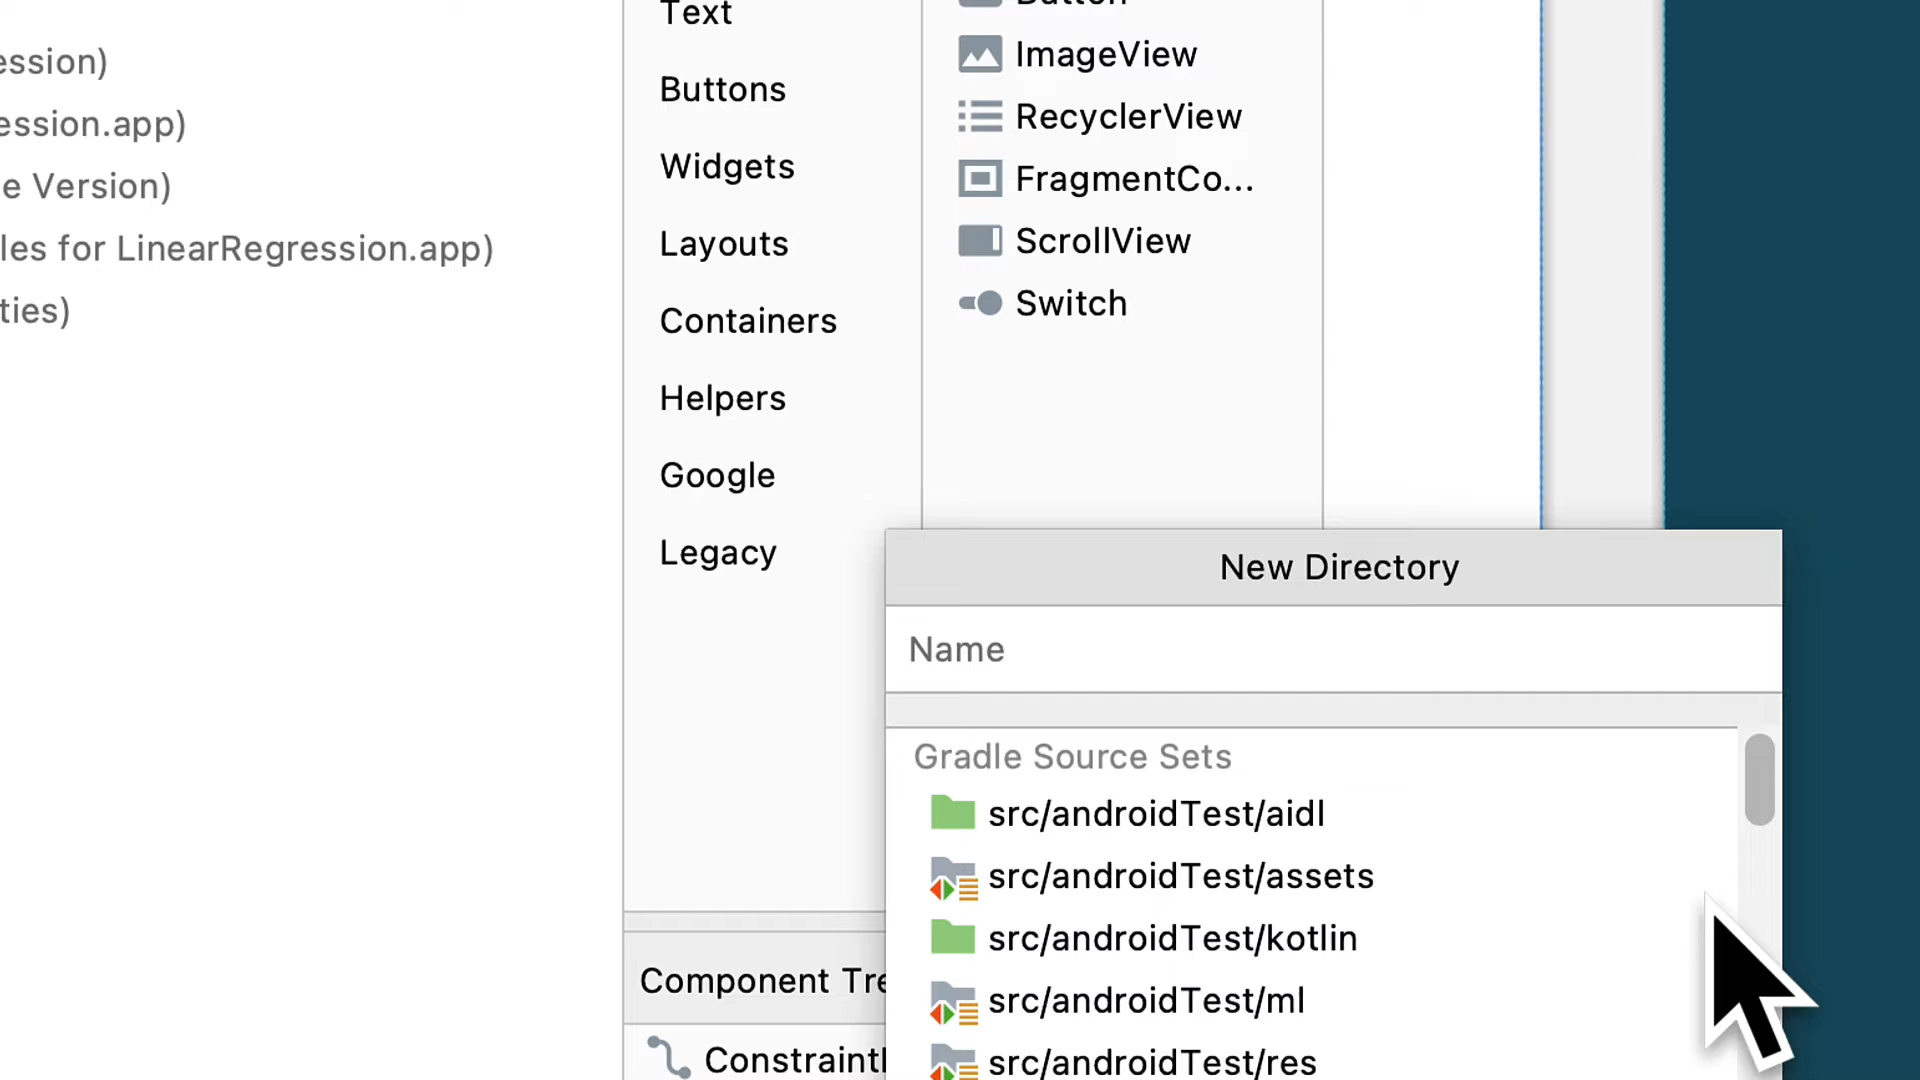 ession)
ession.app)
e Version)
les for LinearRegression.app)
ties)
Text
Buttons
Widgets
Layouts
Containers
Helpers
Google
Legacy
Button
ImageView
RecyclerView
FragmentCo...
ScrollView
Switch
New Directory
Name
Gradle Source Sets
src/androidTest/aidl
src/androidTest/assets
src/androidTest/kotlin
src/androidTest/ml
src/androidTest/res
Component Tre
Constraint